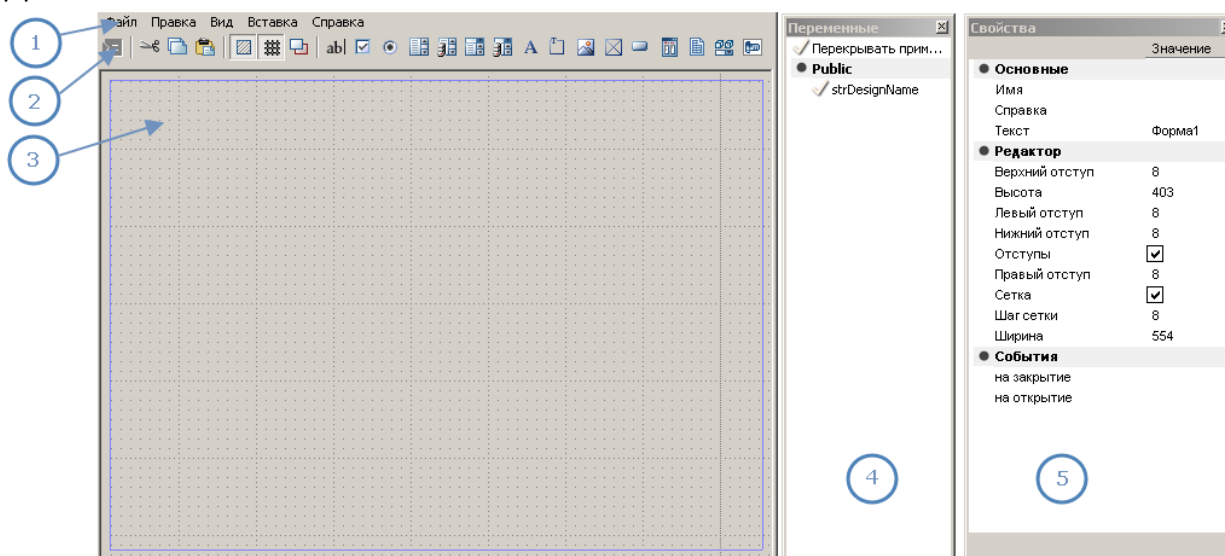 Файл Правка Вид Вставка Справка
ab|
A
1
2
3
Переменные
Перекрывать прим...
Public
strDesignName
4
Свойства
Значение
Основные
Имя
Справка
Текст Форма1
Редактор
Верхний отступ 8
Высота 403
Левый отступ 8
Нижний отступ 8
Отступы
Правый отступ 8
Сетка
Шаг сетки 8
Ширина 554
События
на закрытие
на открытие
5